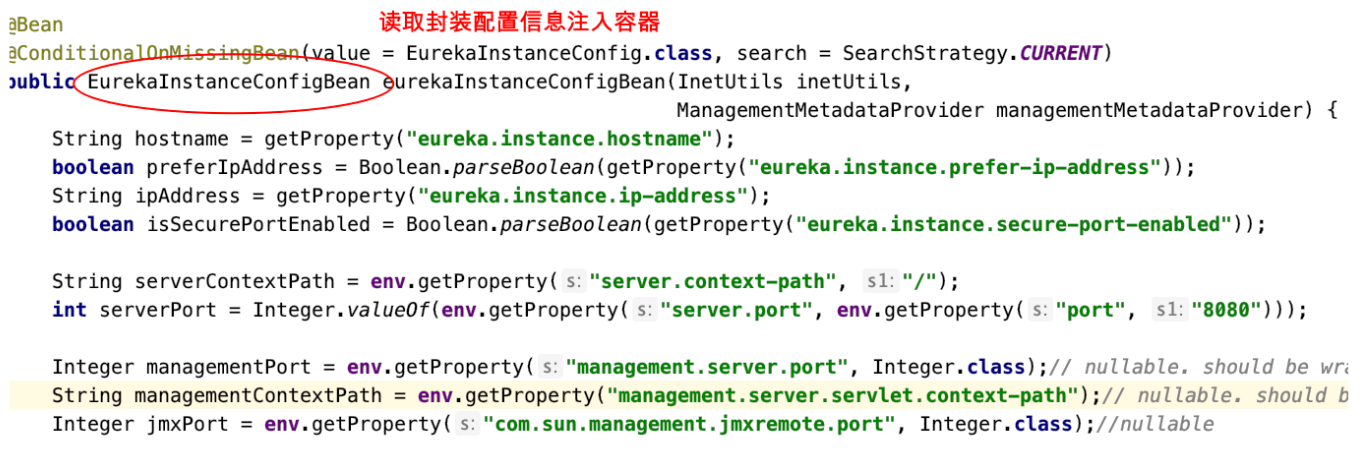 @Bean 读取封装配置信息注入容器
@ConditionalOnMissingBean(value = EurekaInstanceConfig.class, search = SearchStrategy.CURRENT)
public EurekaInstanceConfigBean eurekaInstanceConfigBean(InetUtils inetUtils,
ManagementMetadataProvider managementMetadataProvider) {
String hostname = getProperty("eureka.instance.hostname");
boolean preferIpAddress = Boolean.parseBoolean(getProperty("eureka.instance.prefer-ip-address"));
String ipAddress = getProperty("eureka.instance.ip-address");
boolean isSecurePortEnabled = Boolean.parseBoolean(getProperty("eureka.instance.secure-port-enabled"));
String serverContextPath = env.getProperty( s: "server.context-path", s1: "/");
int serverPort = Integer.valueOf(env.getProperty( s: "server.port", env.getProperty( s: "port", s1: "8080")));
Integer managementPort = env.getProperty( s: "management.server.port", Integer.class);// nullable. should be wra
String managementContextPath = env.getProperty("management.server.servlet.context-path");// nullable. should b
Integer jmxPort = env.getProperty( s: "com.sun.management.jmxremote.port", Integer.class);//nullable